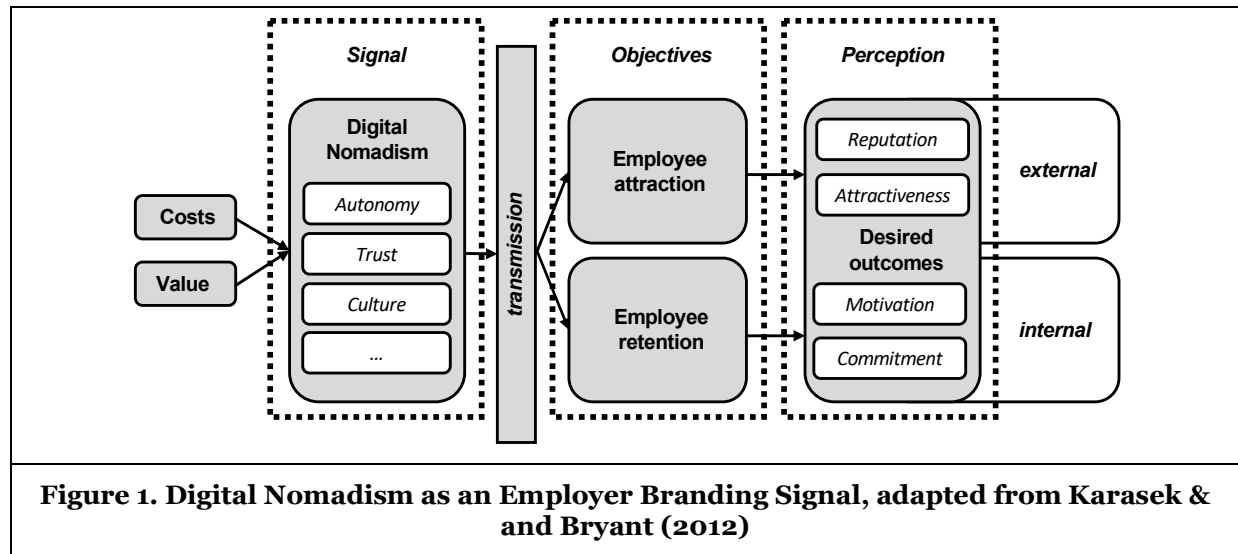 Signal
Objectives
Perception
Digital
Nomadism
Autonomy
Trust
Culture
...
Costs
Value
transmission
Employee
attraction
Employee
retention
Reputation
Attractiveness
Desired
outcomes
Motivation
Commitment
external
internal
Figure 1. Digital Nomadism as an Employer Branding Signal, adapted from Karasek &
and Bryant (2012)